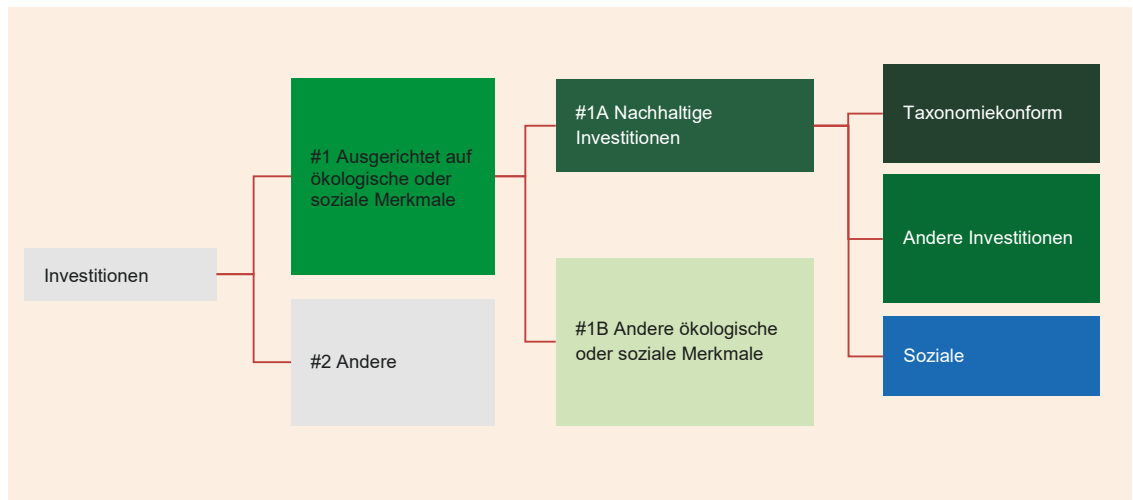 Investitionen
#1 Ausgerichtet auf
ökologische oder
soziale Merkmale
#2 Andere
#1A Nachhaltige
Investitionen
#1B Andere ökologische
oder soziale Merkmale
Taxonomiekonform
Andere Investitionen
Soziale